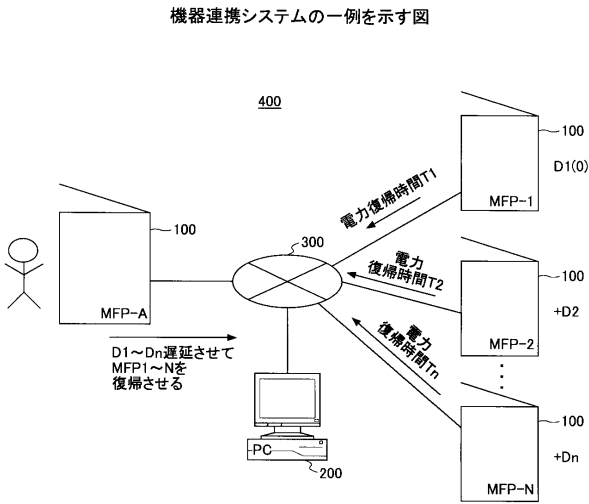 機器連携システムの一例を示す図
400
100
D1(0)
MFP-1
電力復帰時間T1
100
300
MFP-A
電力
復帰時間T2
100
+D2
MFP-2
D1～Dn遅延させて
MFP1～Nを
復帰させる
電力
復帰時間Tn
PC
200
100
+Dn
MFP-N